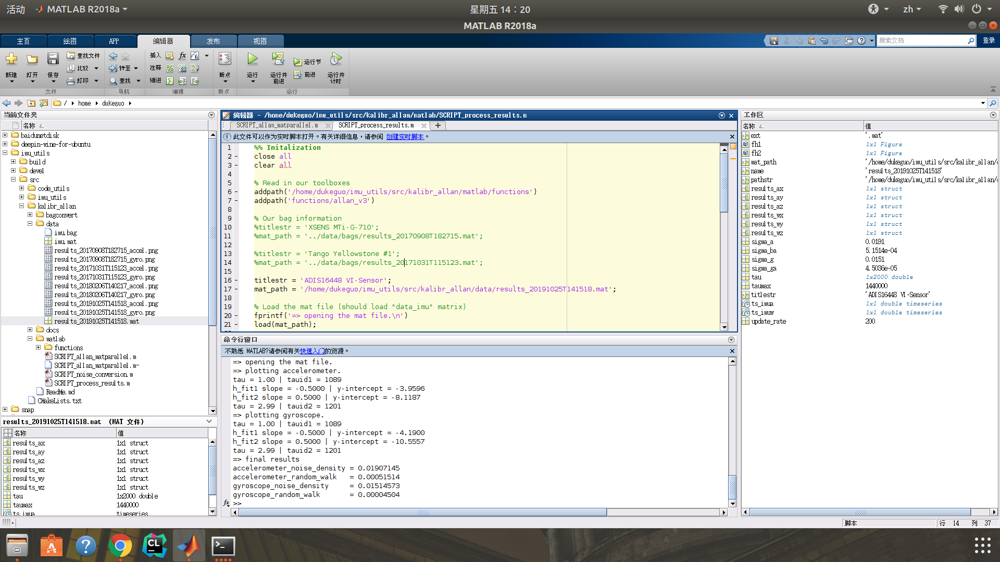 活动 MATLAB R2018a
星期五 14：20
zh
MATLAB R2018a
主页 绘图 APP 编辑器 发布 视图
搜索文档 登录
新建 打开 保存 查找文件 比较 打印
转至 查找
插入 注释 缩进
断点
运行 运行并前进 运行节 前进 运行并计时
文件 导航 编辑 断点 运行
/ home dukeguo
当前文件夹
名称
baidunetdisk
deepin-wine-for-ubuntu
imu_utils
build
devel
src
code_utils
imu_utils
kalibr_allan
bagconvert
data
imu.bag
imu.mat
results_20170908T182715_accel.png
results_20170908T182715_gyro.png
results_20171031T115123_accel.png
results_20171031T115123_gyro.png
results_20180206T140217_accel.png
results_20180206T140217_gyro.png
results_20191025T141518_accel.png
results_20191025T141518_gyro.png
results_20191025T141518.mat
docs
matlab
functions
SCRIPT_allan_matparallel.m
SCRIPT_allan_matparallel.m~
SCRIPT_noise_conversion.m
SCRIPT_process_results.m
ReadMe.md
CMakeLists.txt
snap
results_20191025T141518.mat (MAT 文件)
名称 值
results_ax 1x1 struct
results_ay 1x1 struct
results_az 1x1 struct
results_wx 1x1 struct
results_wy 1x1 struct
results_wz 1x1 struct
tau 1x2000 double
taumax 1440000
ts_imua timeseries
编辑器 - /home/dukeguo/imu_utils/src/kalibr_allan/matlab/SCRIPT_process_results.m
SCRIPT_allan_matparallel.m SCRIPT_process_results.m
此文件可以作为实时脚本打开。有关详细信息，请参阅 创建实时脚本。
1 %% Initalization
2 - close all
3 - clear all
4
5 % Read in our toolboxes
6 - addpath('/home/dukeguo/imu_utils/src/kalibr_allan/matlab/functions')
7 - addpath('functions/allan_v3')
8
9 % Our bag information
10 %titlestr = 'XSENS MTi-G-710';
11 %mat_path = '../data/bags/results_20170908T182715.mat';
12
13 %titlestr = 'Tango Yellowstone #1';
14 %mat_path = '../data/bags/results_20171031T115123.mat';
15
16 - titlestr = 'ADIS16448 VI-Sensor';
17 - mat_path = '/home/dukeguo/imu_utils/src/kalibr_allan/data/results_20191025T141518.mat';
18
19 % Load the mat file (should load "data_imu" matrix)
20 - fprintf('=> opening the mat file.\n')
21 - load(mat_path);
命令行窗口
不熟悉 MATLAB?请参阅有关快速入门的资源。
=> opening the mat file.
=> plotting accelerometer.
tau = 1.00 | tauid1 = 1089
h_fit1 slope = -0.5000 | y-intercept = -3.9596
h_fit2 slope = 0.5000 | y-intercept = -8.1187
tau = 2.99 | tauid2 = 1201
=> plotting gyroscope.
tau = 1.00 | tauid1 = 1089
h_fit1 slope = -0.5000 | y-intercept = -4.1900
h_fit2 slope = 0.5000 | y-intercept = -10.5557
tau = 2.99 | tauid2 = 1201
=> final results
accelerometer_noise_density = 0.01907145
accelerometer_random_walk = 0.00051514
gyroscope_noise_density = 0.01514573
gyroscope_random_walk = 0.00004504
fx >>
工作区
名称 值
ext '.mat'
fh1 1x1 Figure
fh2 1x1 Figure
mat_path '/home/dukeguo/imu_utils/src/kalibr_allan/
name 'results_20191025T141518'
pathstr '/home/dukeguo/imu_utils/src/kalibr_allan/
results_ax 1x1 struct
results_ay 1x1 struct
results_az 1x1 struct
results_wx 1x1 struct
results_wy 1x1 struct
results_wz 1x1 struct
sigma_a 0.0191
sigma_ba 5.1514e-04
sigma_g 0.0151
sigma_ga 4.5036e-05
tau 1x2000 double
taumax 1440000
titlestr 'ADIS16448 VI-Sensor'
ts_imua 1x1 double timeseries
ts_imuw 1x1 double timeseries
update_rate 200
脚本 行 14 列 37
CL